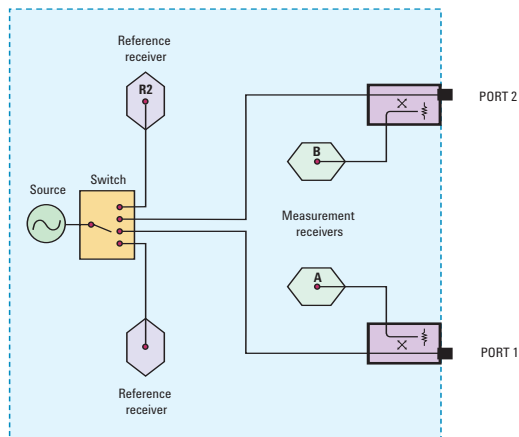 Reference
receiver
R2
PORT 2
B
Source
Switch
Measurement
receivers
A
PORT 1
Reference
receiver